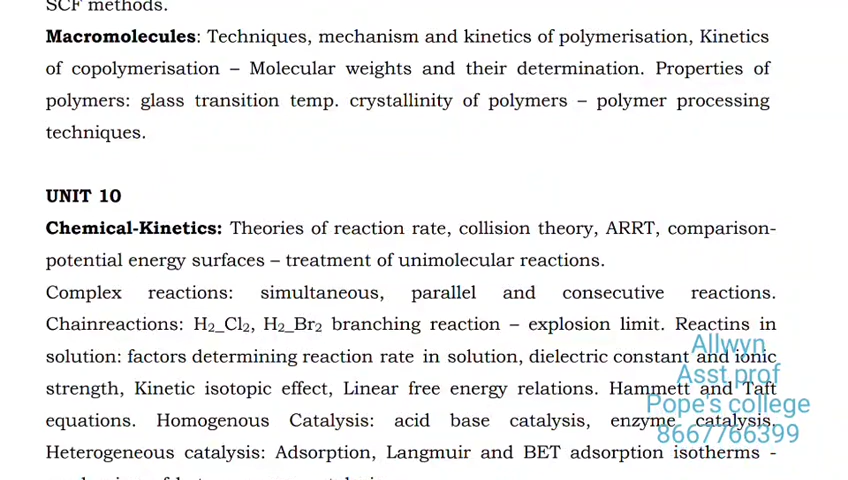 SCF methods.
Macromolecules: Techniques, mechanism and kinetics of polymerisation, Kinetics
of copolymerisation – Molecular weights and their determination. Properties of
polymers: glass transition temp. crystallinity of polymers – polymer processing
techniques.
UNIT 10
Chemical-Kinetics: Theories of reaction rate, collision theory, ARRT, comparison-
potential energy surfaces – treatment of unimolecular reactions.
Complex reactions: simultaneous, parallel and consecutive reactions.
Chainreactions: H₂_Cl₂, H₂_Br₂ branching reaction – explosion limit. Reactins in
solution: factors determining reaction rate in solution, dielectric constant and ionic
strength, Kinetic isotopic effect, Linear free energy relations. Hammett and Taft
equations. Homogenous Catalysis: acid base catalysis, enzyme catalysis.
Heterogeneous catalysis: Adsorption, Langmuir and BET adsorption isotherms -
Allwyn
Asst prof
Pope's college
8667766399